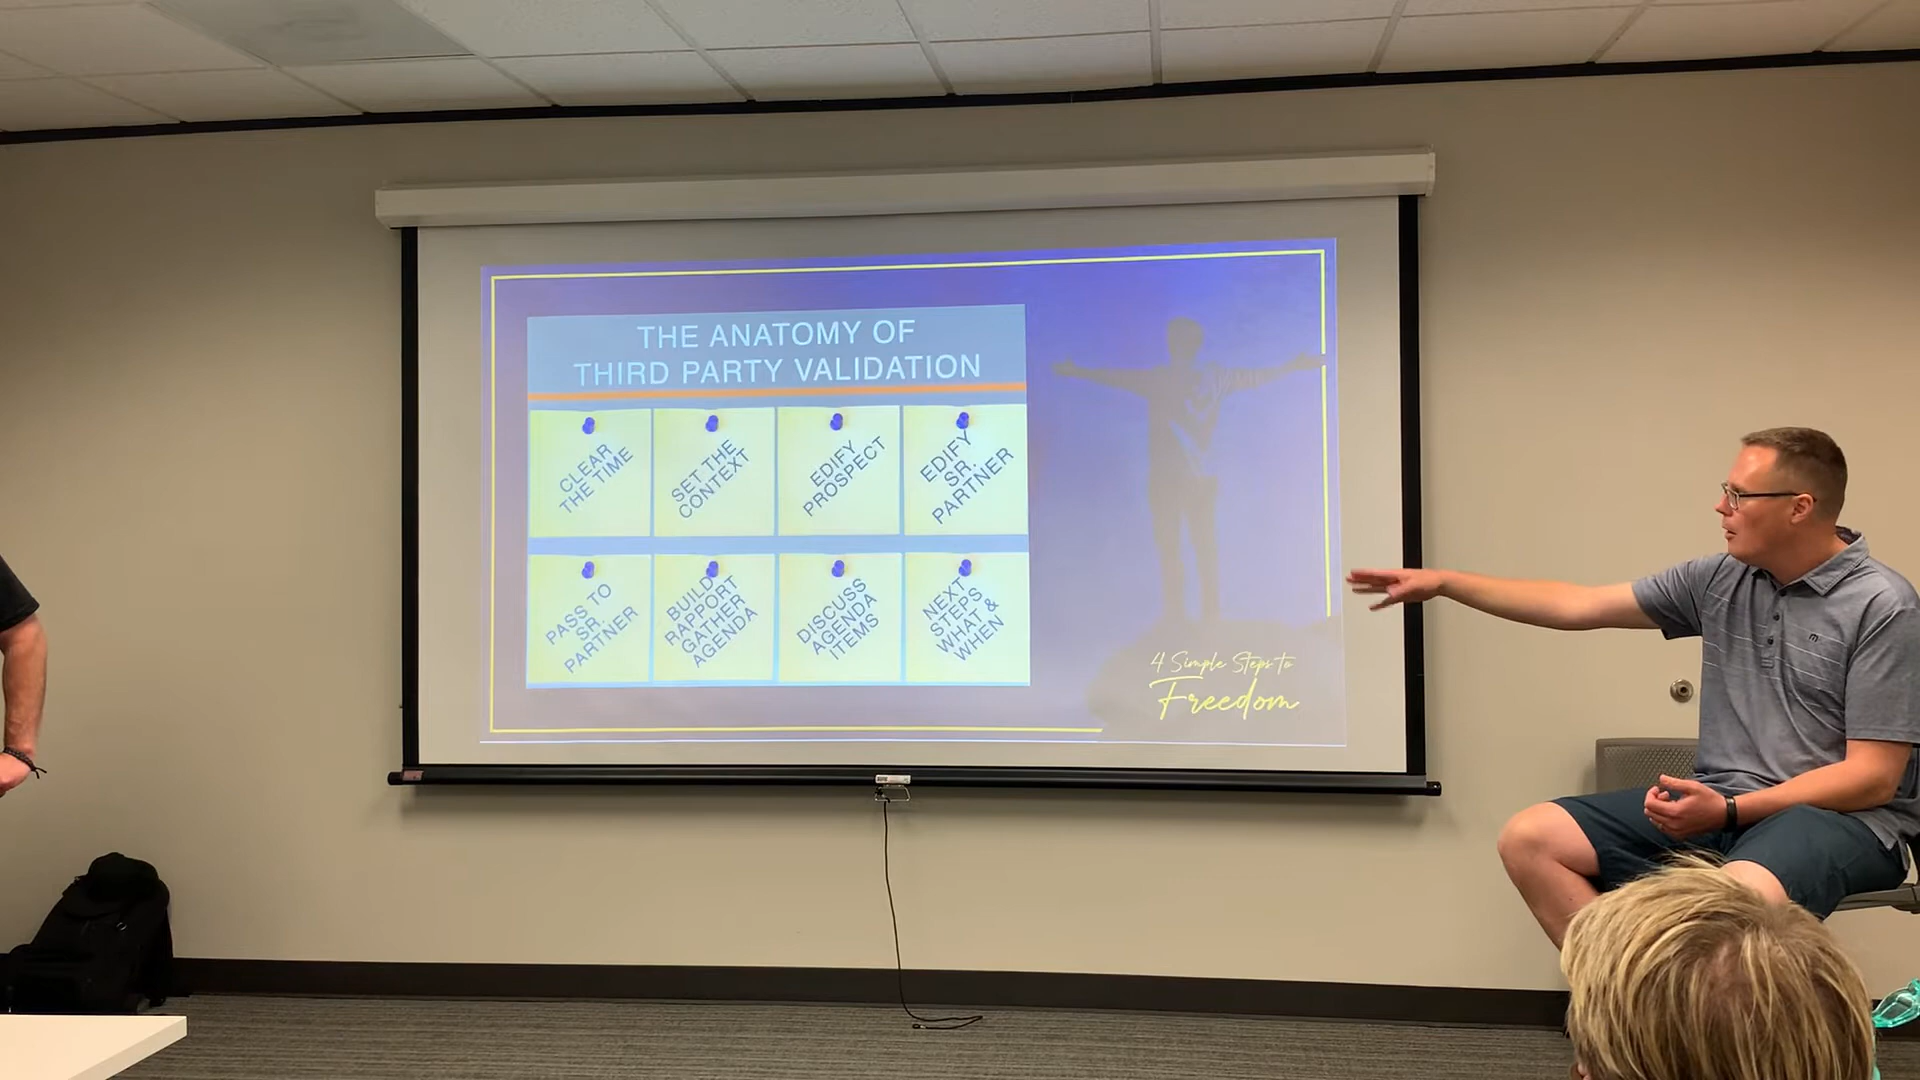 THE ANATOMY OF
THIRD PARTY VALIDATION
CLEAR
THE TIME
SET THE
CONTEXT
EDIFY
PROSPECT
EDIFY
SR.
PARTNER
PASS TO
SR.
PARTNER
BUILD
RAPPORT
GATHER
AGENDA
DISCUSS
AGENDA
ITEMS
NEXT
STEPS
WHAT &
WHEN
4 Simple Steps to
Freedom